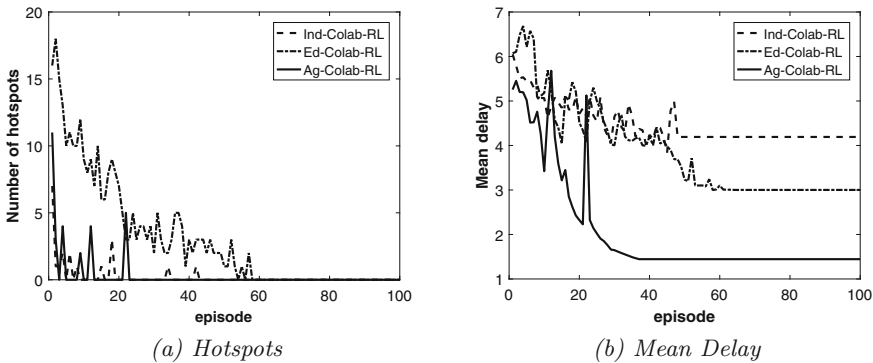 20
15
10
5
0
Number of hotspots
0 20 40 60 80 100
episode
Ind-Colab-RL
Ed-Colab-RL
Ag-Colab-RL
(a) Hotspots
7
6
5
4
3
2
1
Mean delay
0 20 40 60 80 100
episode
Ind-Colab-RL
Ed-Colab-RL
Ag-Colab-RL
(b) Mean Delay